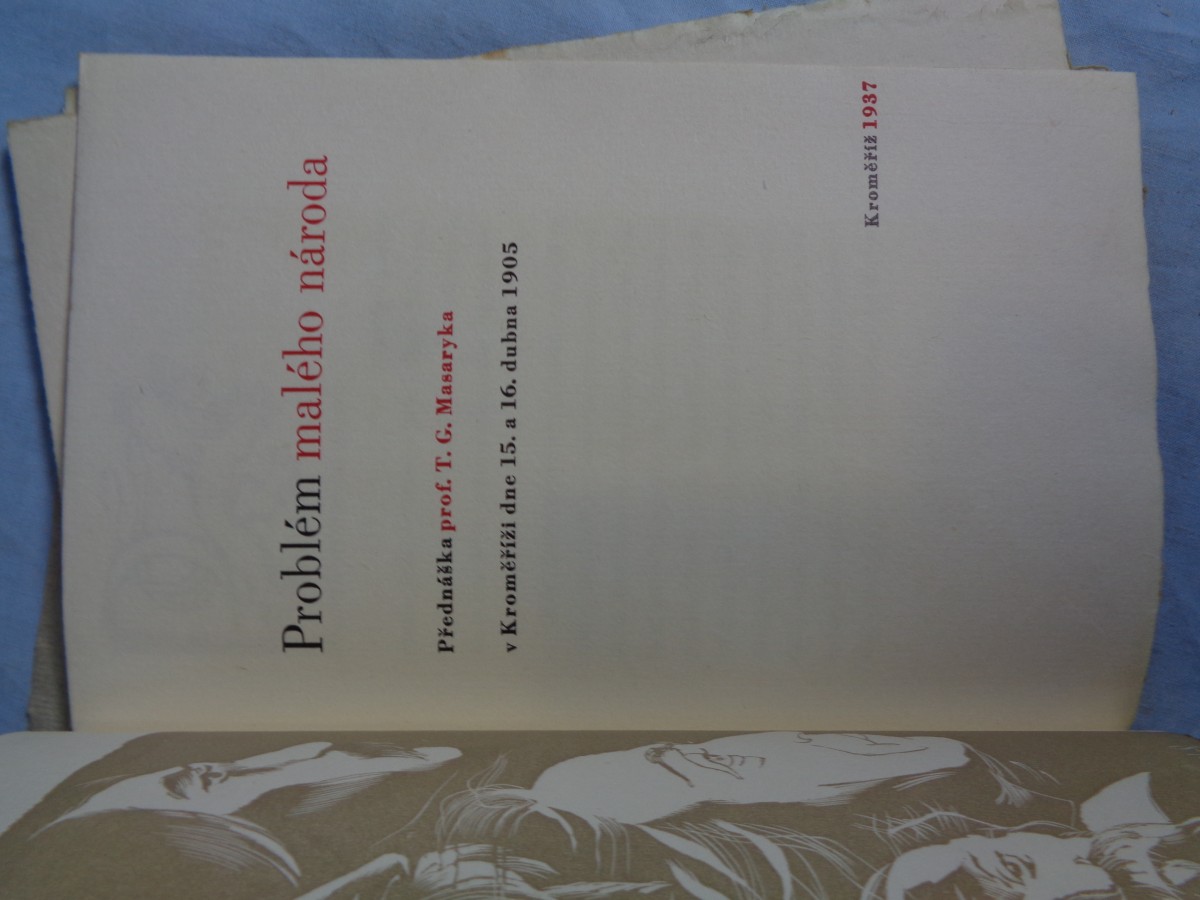 Problém malého národa
Přednáška prof. T. G. Masaryka
v Kroměříži dne 15. a 16. dubna 1905
Kroměříž 1937